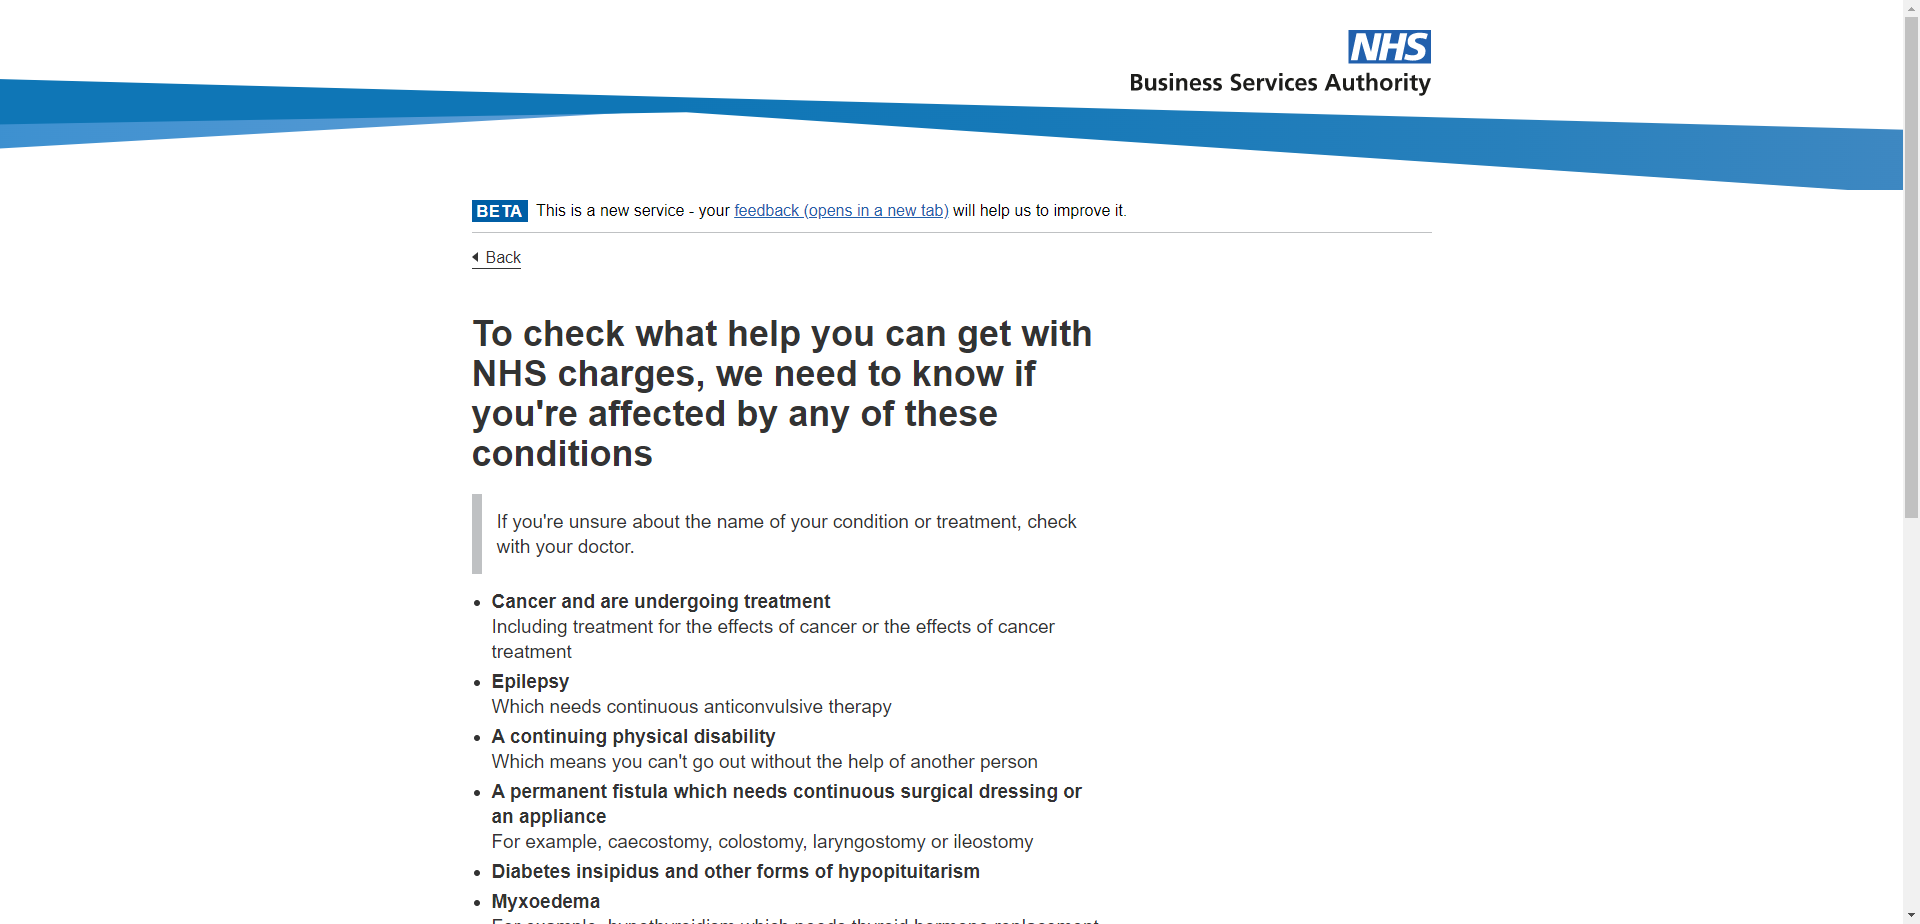 NHS
Business Services Authority
BETA This is a new service - your feedback (opens in a new tab) will help us to improve it.
Back
To check what help you can get with
NHS charges, we need to know if
you're affected by any of these
conditions
If you're unsure about the name of your condition or treatment, check
with your doctor.
• Cancer and are undergoing treatment
Including treatment for the effects of cancer or the effects of cancer
treatment
• Epilepsy
Which needs continuous anticonvulsive therapy
• A continuing physical disability
Which means you can't go out without the help of another person
• A permanent fistula which needs continuous surgical dressing or
an appliance
For example, caecostomy, colostomy, laryngostomy or ileostomy
• Diabetes insipidus and other forms of hypopituitarism
• Myxoedema